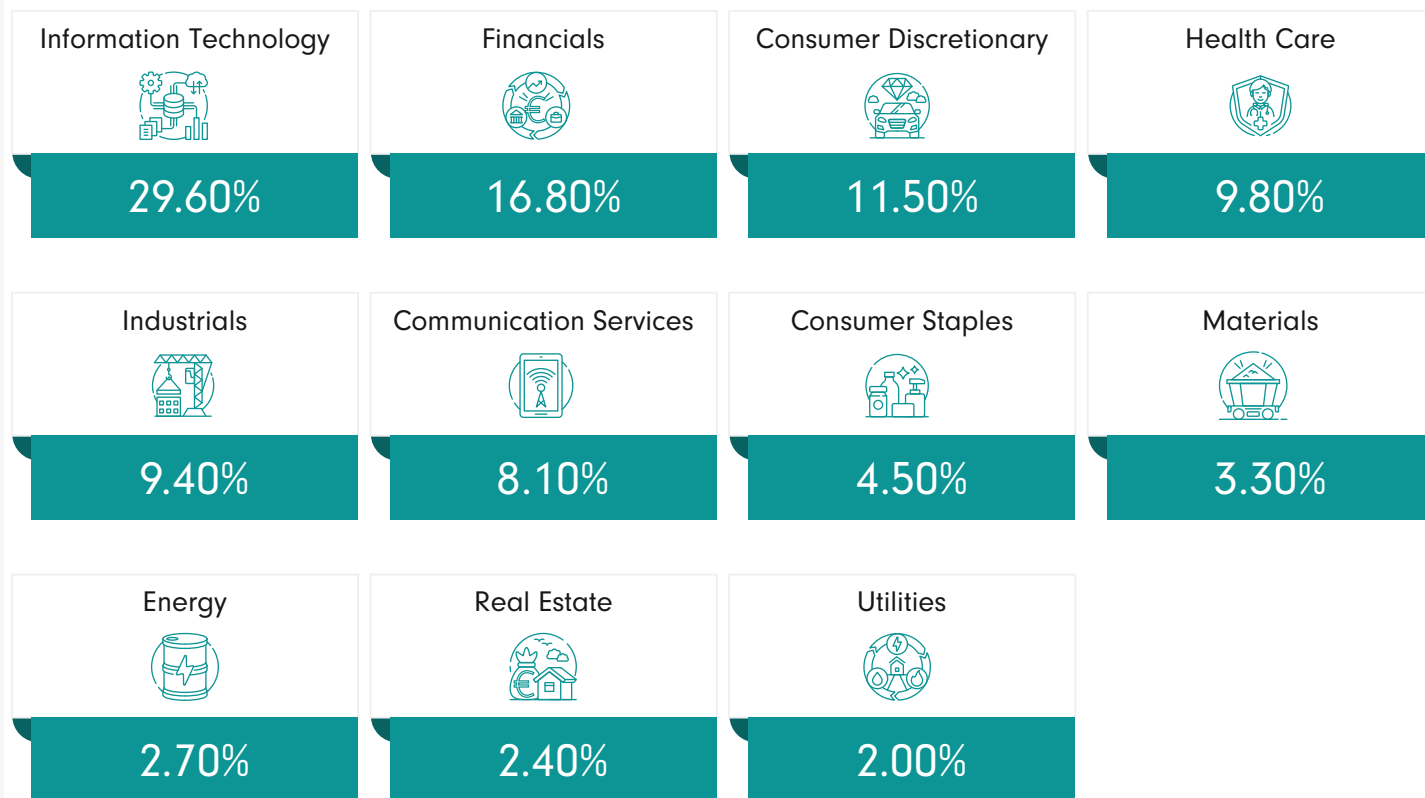 Information Technology
29.60%
Financials
16.80%
Consumer Discretionary
11.50%
Health Care
9.80%
Industrials
9.40%
Communication Services
8.10%
Consumer Staples
4.50%
Materials
3.30%
Energy
2.70%
Real Estate
2.40%
Utilities
2.00%